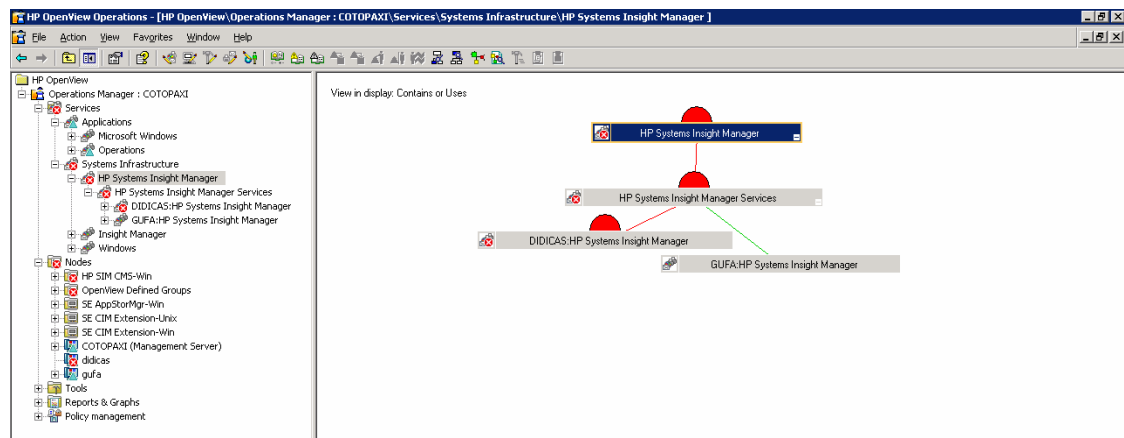 HP OpenView Operations - [HP OpenView\Operations Manager : COTOPAXI\Services\Systems Infrastructure\HP Systems Insight Manager ]
File Action View Favorites Window Help
HP OpenView
Operations Manager : COTOPAXI
Services
Applications
Microsoft Windows
Operations
Systems Infrastructure
HP Systems Insight Manager
HP Systems Insight Manager Services
DIDICAS:HP Systems Insight Manager
GUFA:HP Systems Insight Manager
Insight Manager
Windows
Nodes
HP SIM CMS-Win
OpenView Defined Groups
SE AppStorMgr-Win
SE CIM Extension-Unix
SE CIM Extension-Win
COTOPAXI (Management Server)
didicas
gufa
Tools
Reports & Graphs
Policy management
View in display: Contains or Uses
HP Systems Insight Manager
HP Systems Insight Manager Services
DIDICAS:HP Systems Insight Manager
GUFA:HP Systems Insight Manager